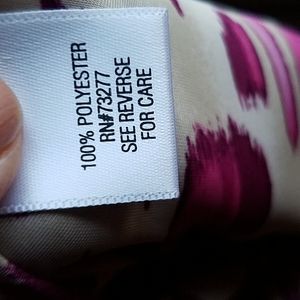 100% POLYESTER
RN#73277
SEE REVERSE
FOR CARE